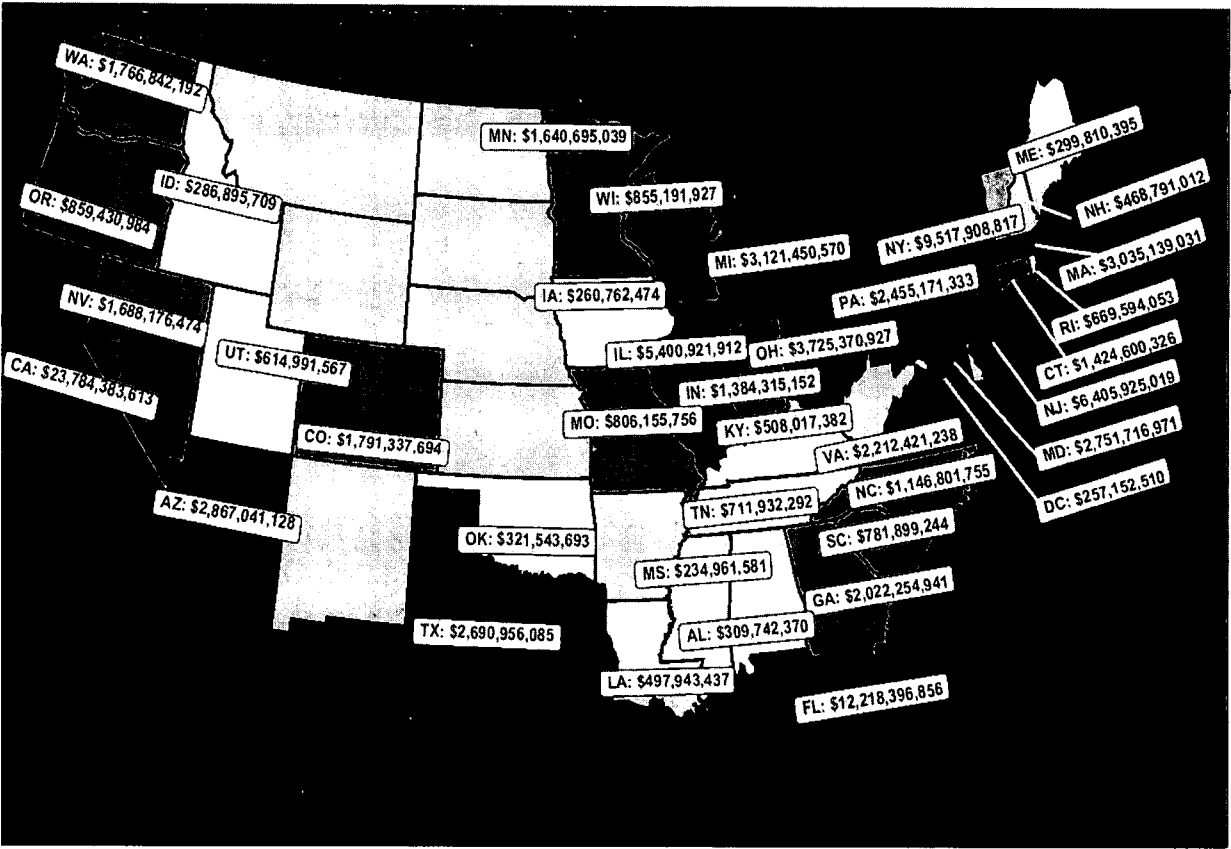 WA: $1,766,842,192
MN: $1,640,695,039
ME: $299,810,395
ID: $286,895,709
WI: $855,191,927
NH: $468,791,012
OR: $859,430,984
NY: $9,517,908,817
MI: $3,121,450,570
MA: $3,035,139,031
NV: $1,688,176,474
IA: $260,762,474
PA: $2,455,171,333
RI: $669,594,053
UT: $614,991,567
IL: $5,400,921,912
OH: $3,725,370,927
CT: $1,424,600,326
CA: $23,784,383,613
IN: $1,384,315,152
NJ: $6,405,925,019
MO: $806,155,756
KY: $508,017,382
CO: $1,791,337,694
VA: $2,212,421,238
MD: $2,751,716,971
NC: $1,146,801,755
DC: $257,152,510
AZ: $2,867,041,128
TN: $711,932,292
OK: $321,543,693
SC: $781,899,244
MS: $234,961,581
GA: $2,022,254,941
TX: $2,690,956,085
AL: $309,742,370
LA: $497,943,437
FL: $12,218,396,856